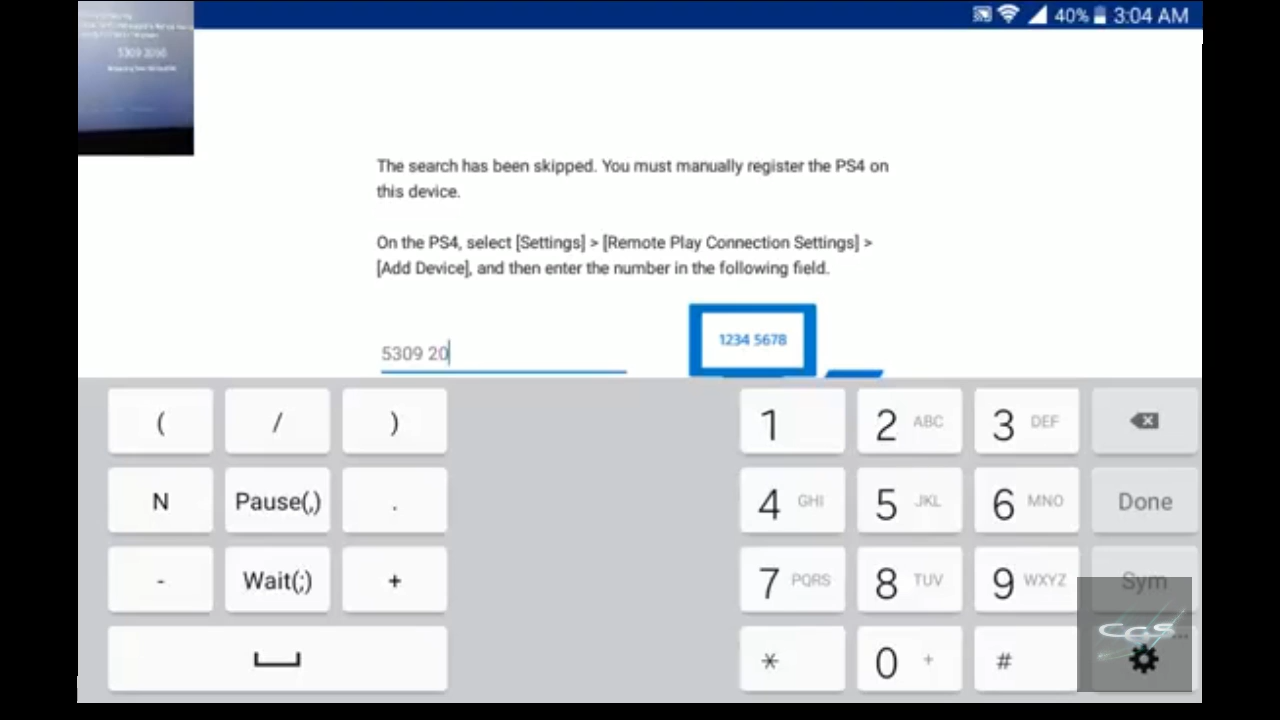 40% 3:04 AM
The search has been skipped. You must manually register the PS4 on
this device.
On the PS4, select [Settings] > [Remote Play Connection Settings] >
[Add Device], and then enter the number in the following field.
5309 20
1234 5678
( / ) 1 2 ABC 3 DEF
N Pause(,) . 4 GHI 5 JKL 6 MNO Done
- Wait(;) + 7 PQRS 8 TUV 9 WXYZ Sym
* 0 + #
CGS